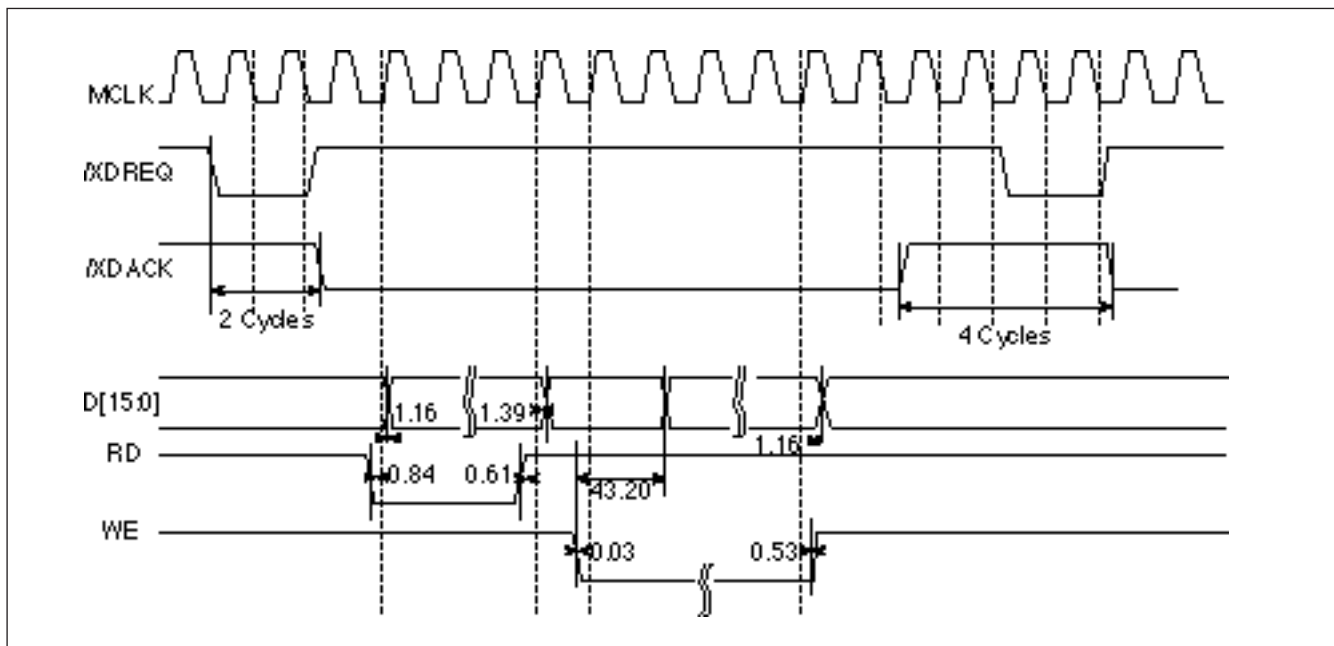 MCLK
/XDREQ
/XDACK
2 Cycles
4 Cycles
D[15:0]
1.16
1.39
1.16
RD
0.84
0.61
43.20
WE
0.03
0.53